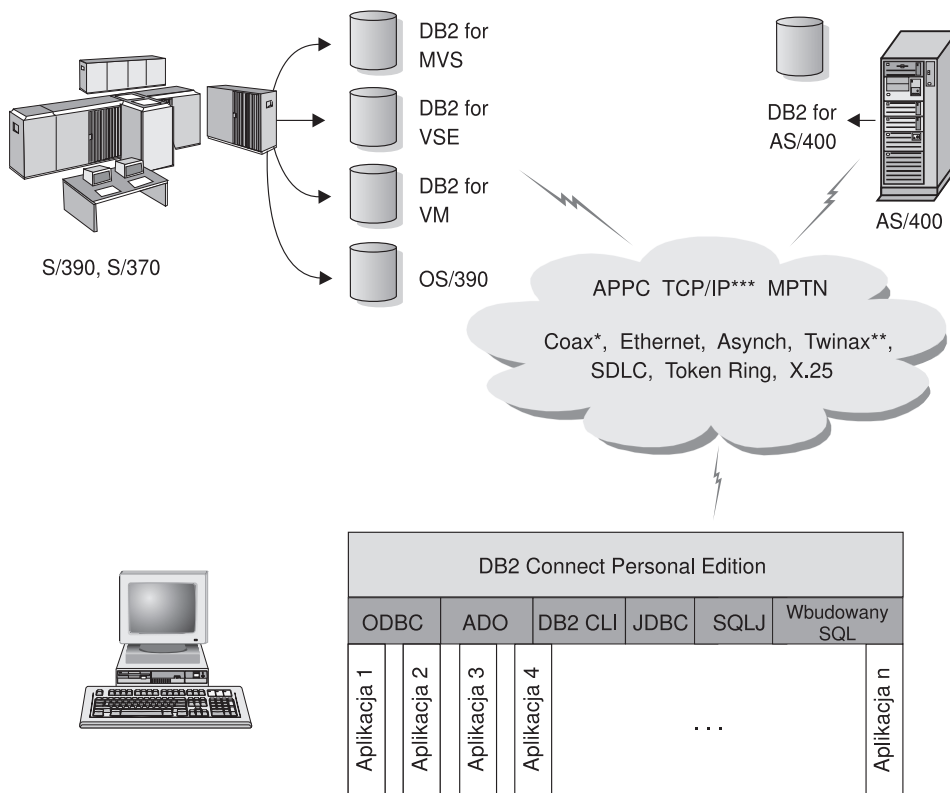 DB2 for
MVS
DB2 for
VSE
DB2 for
VM
OS/390
S/390, S/370
DB2 for
AS/400
AS/400
APPC TCP/IP*** MPTN
Coax*, Ethernet, Asynch, Twinax**,
SDLC, Token Ring, X.25
DB2 Connect Personal Edition
ODBC
ADO
DB2 CLI
JDBC
SQLJ
Wbudowany
SQL
Aplikacja 1
Aplikacja 2
Aplikacja 3
Aplikacja 4
. . .
Aplikacja n